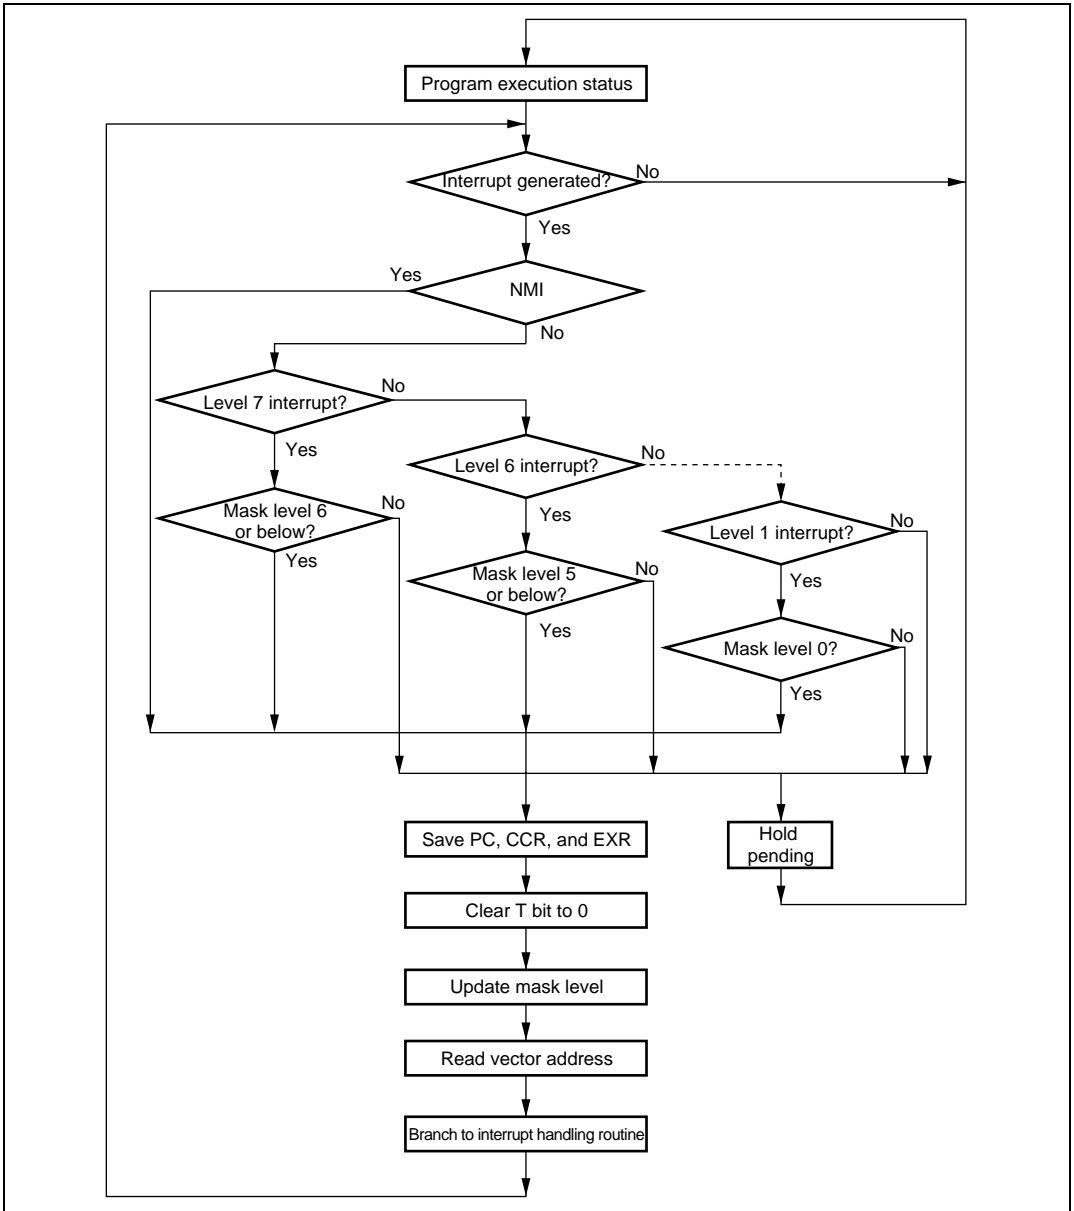 Program execution status
Interrupt generated?
No
Yes
Yes
NMI
No
Level 7 interrupt?
No
Yes
Level 6 interrupt?
No
Mask level 6
or below?
No
Yes
Yes
Level 1 interrupt?
No
Mask level 5
or below?
No
Yes
Yes
Mask level 0?
No
Yes
Save PC, CCR, and EXR
Hold
pending
Clear T bit to 0
Update mask level
Read vector address
Branch to interrupt handling routine